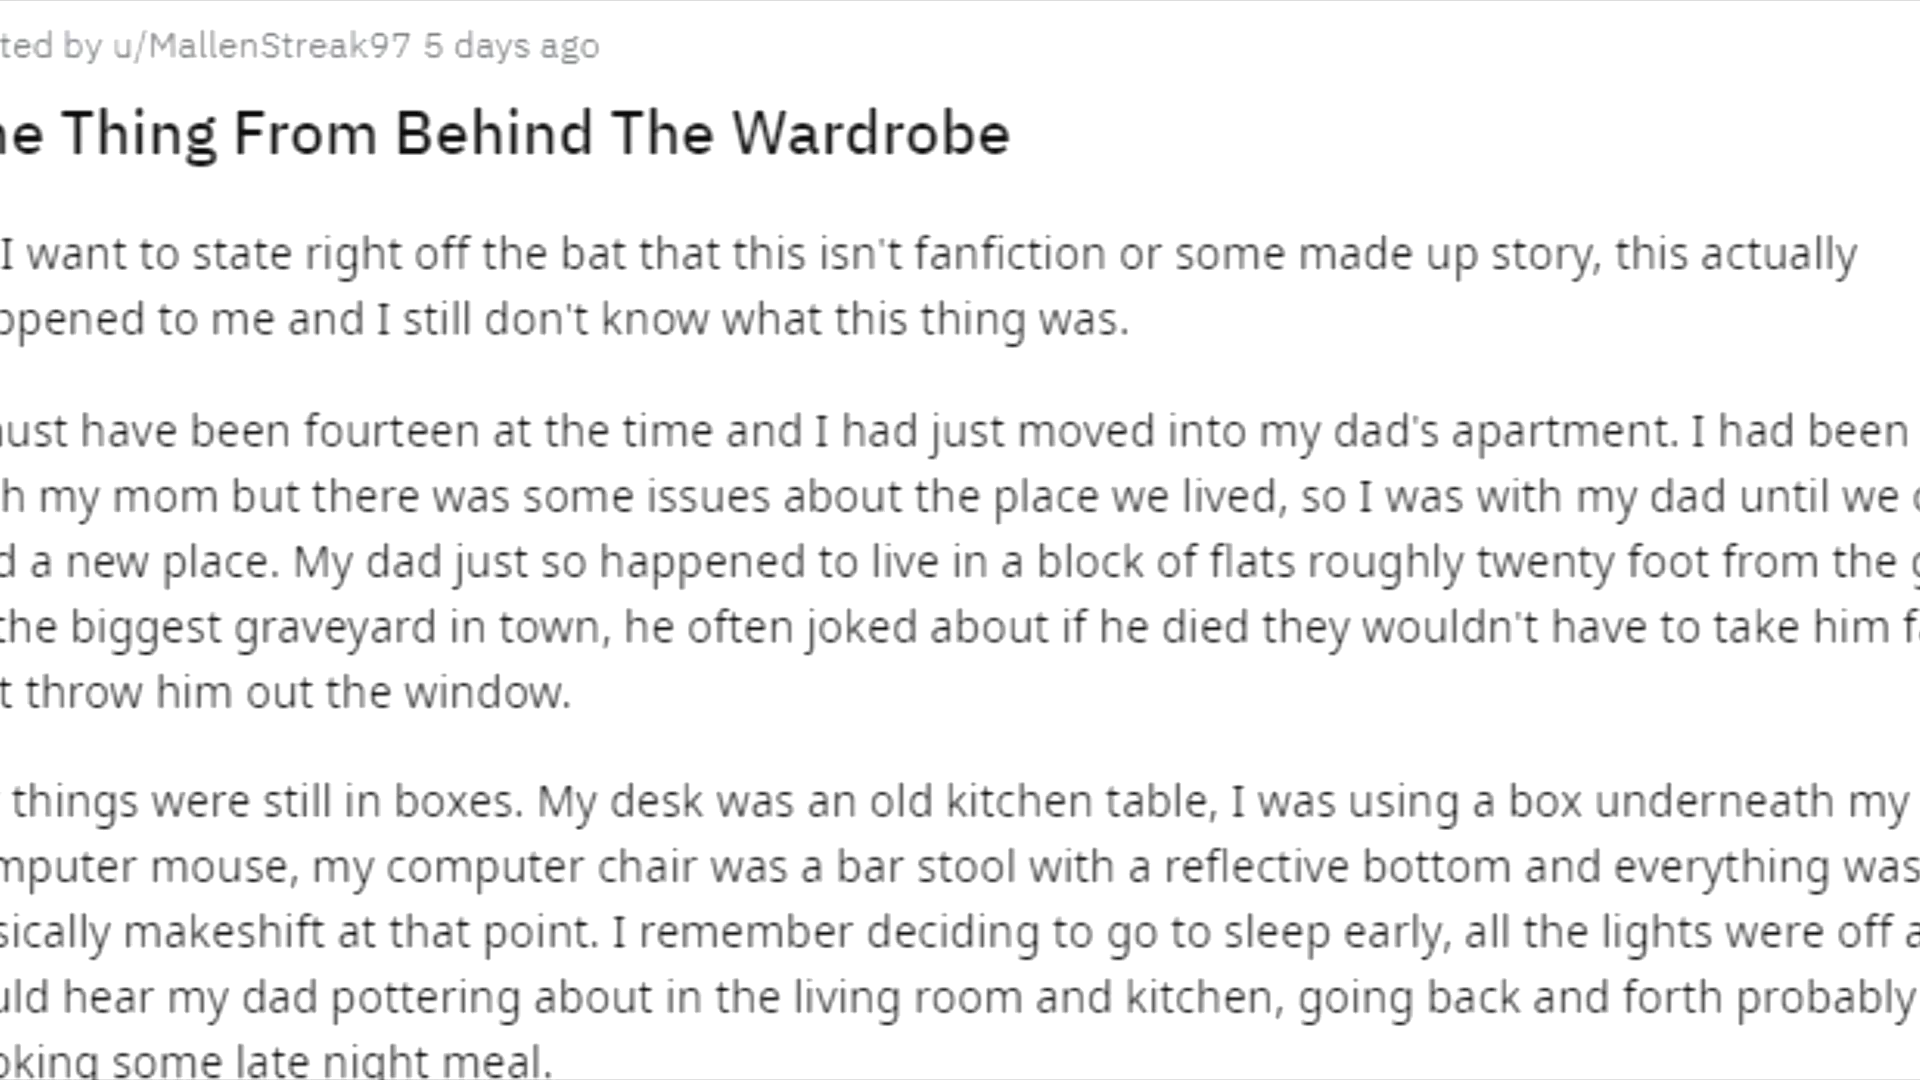 ted by u/MallenStreak97 5 days ago
he Thing From Behind The Wardrobe
I want to state right off the bat that this isn't fanfiction or some made up story, this actually
ppened to me and I still don't know what this thing was.
ust have been fourteen at the time and I had just moved into my dad's apartment. I had been
h my mom but there was some issues about the place we lived, so I was with my dad until we
d a new place. My dad just so happened to live in a block of flats roughly twenty foot from the
the biggest graveyard in town, he often joked about if he died they wouldn't have to take him
t throw him out the window.
things were still in boxes. My desk was an old kitchen table, I was using a box underneath my
mputer mouse, my computer chair was a bar stool with a reflective bottom and everything was
sically makeshift at that point. I remember deciding to go to sleep early, all the lights were off
uld hear my dad pottering about in the living room and kitchen, going back and forth probably
oking some late night meal.